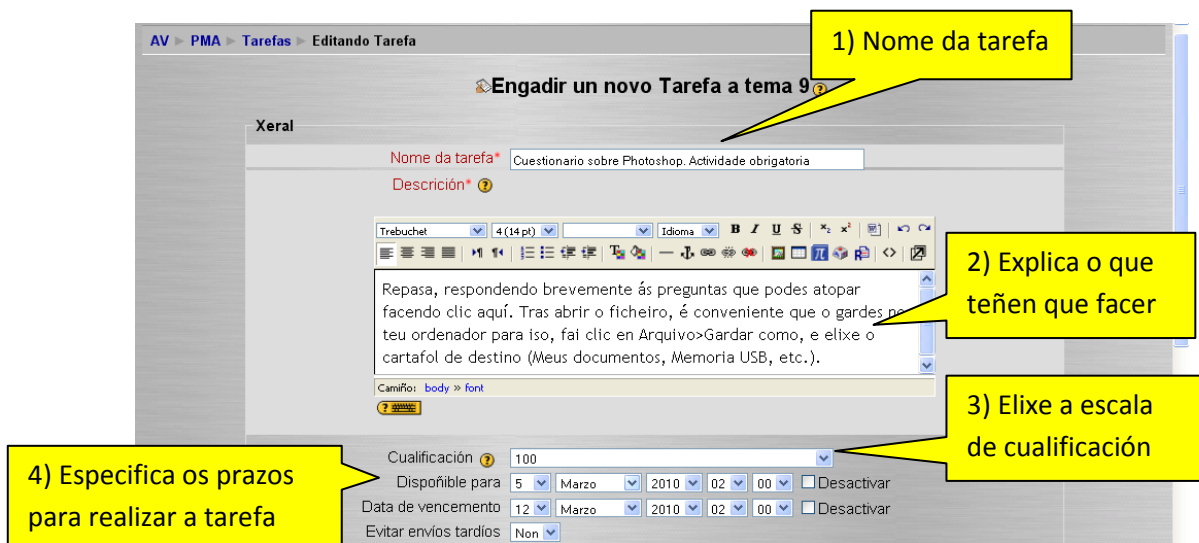 AV ► PMA ► Tarefas ► Editando Tarefa
1) Nome da tarefa
Engadir un novo Tarefa a tema 9
Xeral
Nome da tarefa* Cuestionario sobre Photoshop. Actividade obrigatoria
Descrición*
Trebuchet 4 (14 pt) Idioma B I U S x₂ x²
2) Explica o que
teñen que facer
Repasa, respondendo brevemente ás preguntas que podes atopar
facendo clic aquí. Tras abrir o ficheiro, é conveniente que o gardes no
teu ordenador para iso, fai clic en Arquivo>Gardar como, e elixe o
cartafol de destino (Meus documentos, Memoria USB, etc.).
Camiño: body » font
3) Elixe a escala
de cualificación
4) Especifica os prazos
para realizar a tarefa
Cualificación 100
Dispoñible para 5 Marzo 2010 02 00 Desactivar
Data de vencemento 12 Marzo 2010 02 00 Desactivar
Evitar envíos tardíos Non